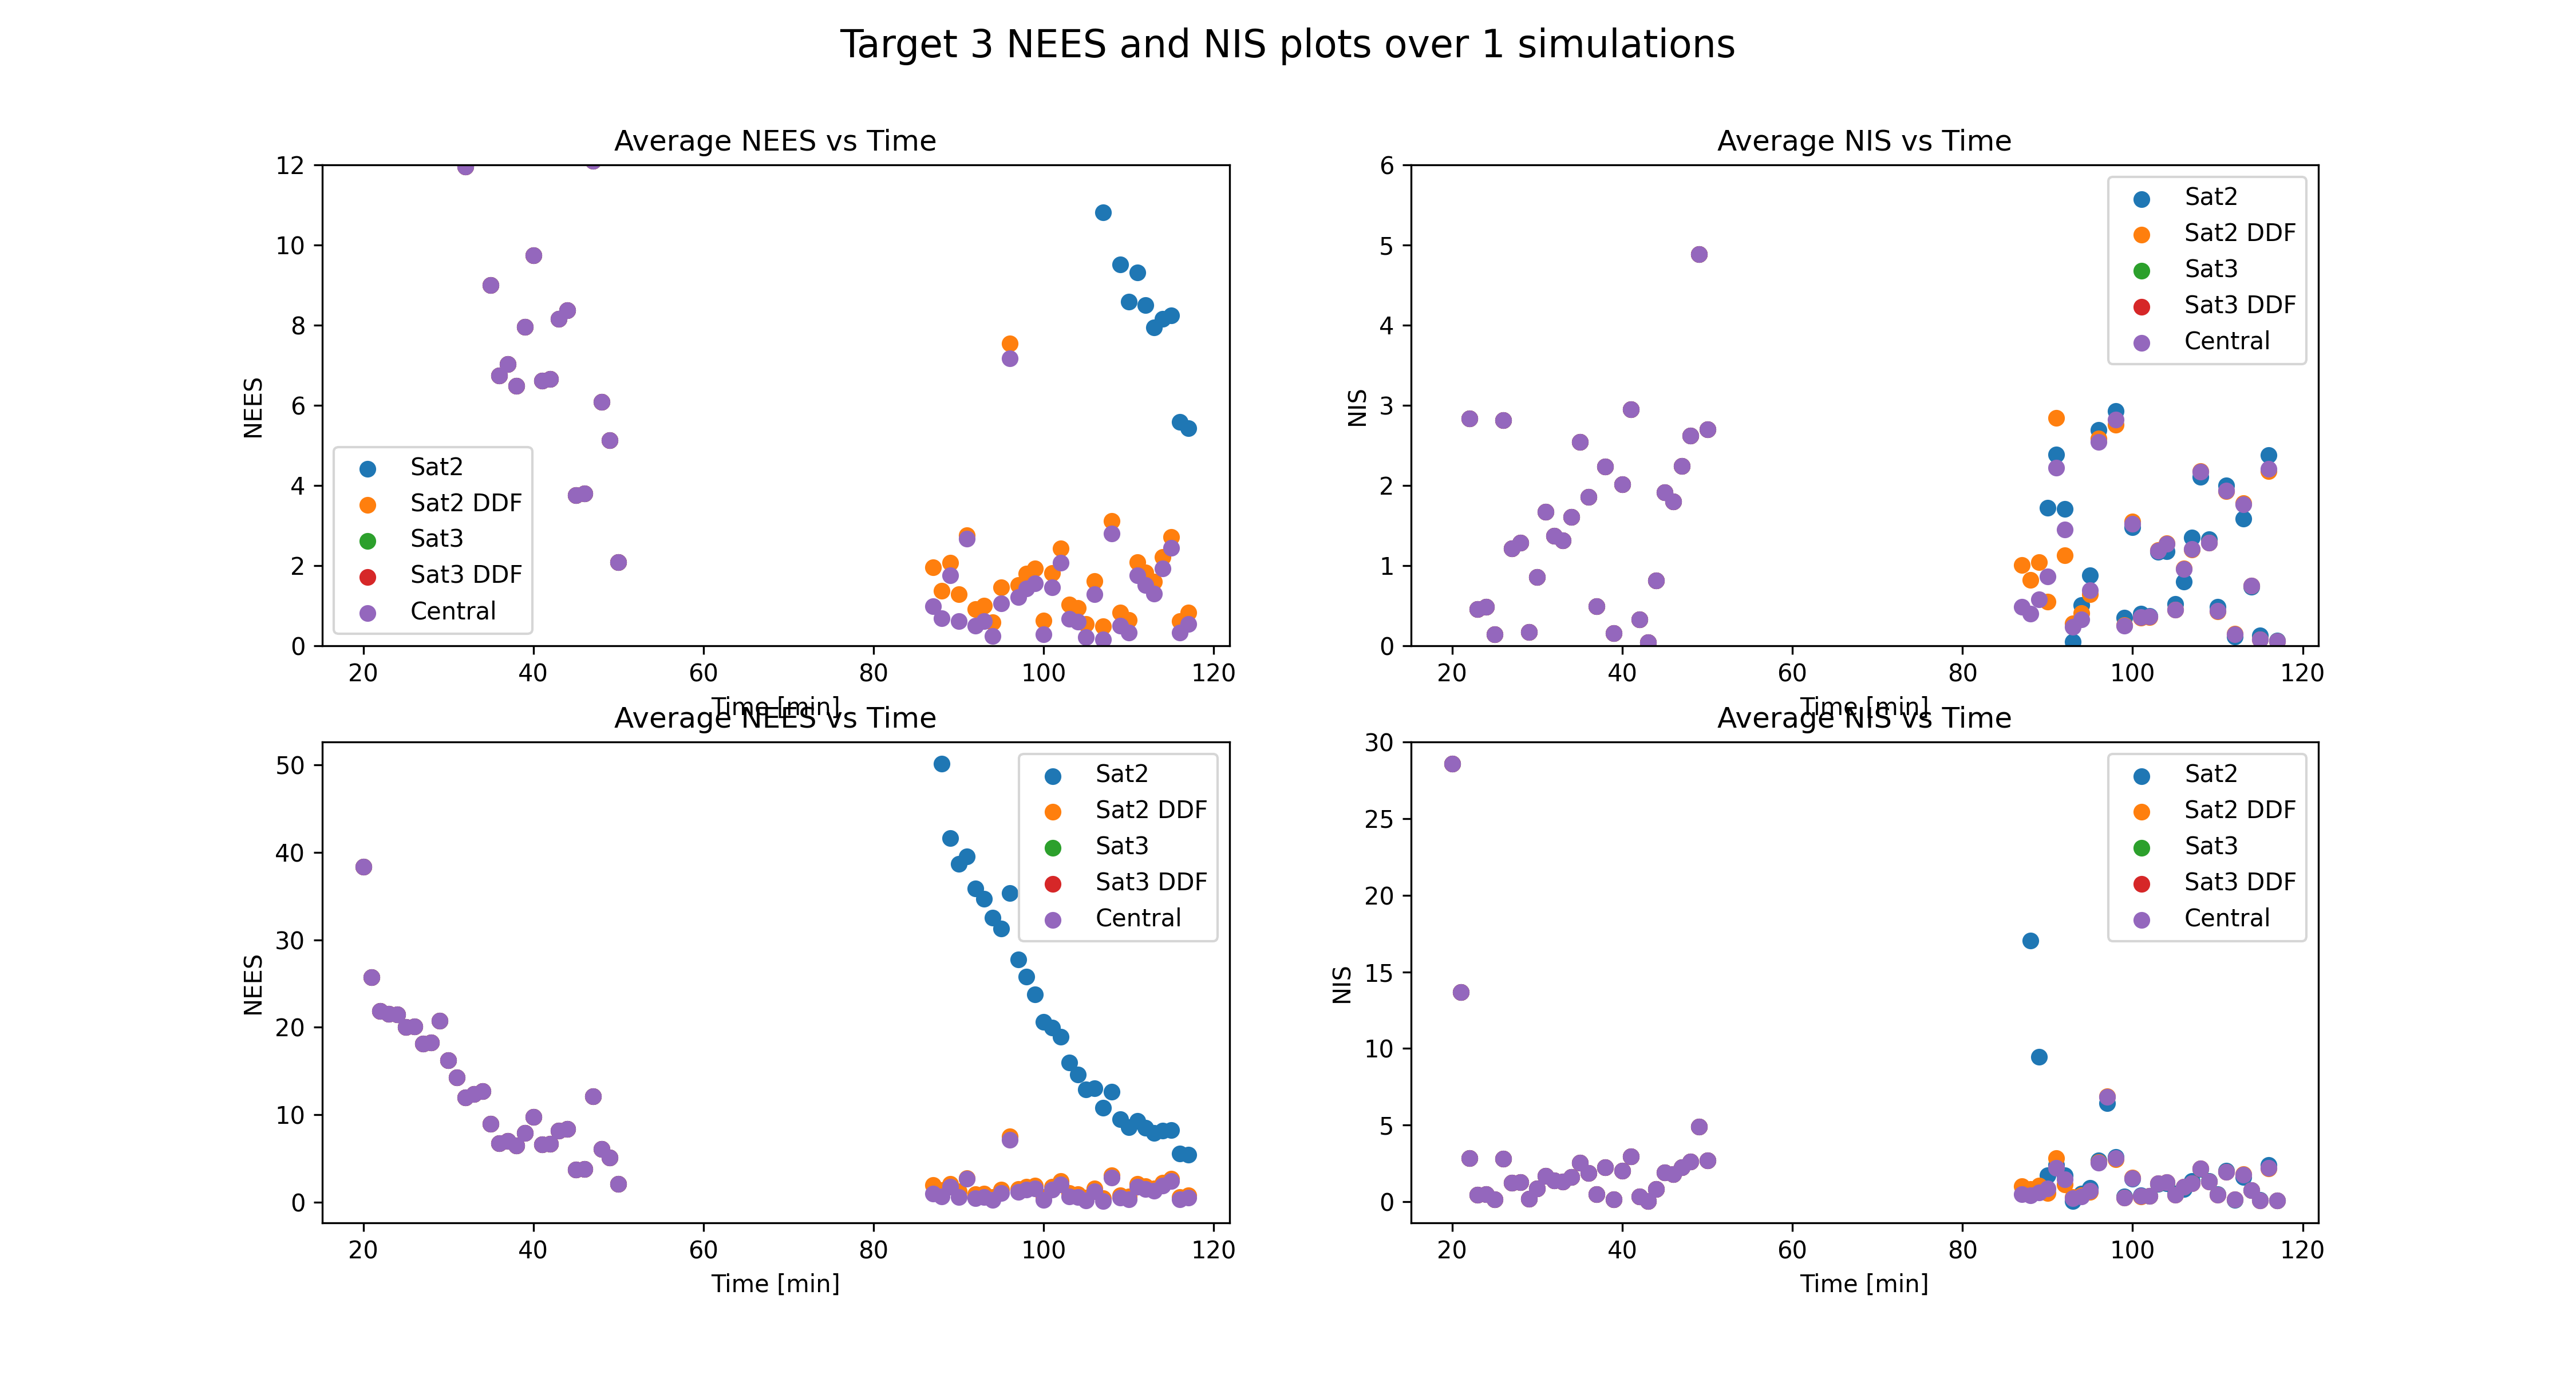 Target 3 NEES and NIS plots over 1 simulations
Average NEES vs Time
12
10
8
6
4
2
0
NEES
Sat2
Sat2 DDF
Sat3
Sat3 DDF
Central
20
40
60
80
100
120
Time [min]
Average NIS vs Time
6
5
4
3
2
1
0
NIS
Sat2
Sat2 DDF
Sat3
Sat3 DDF
Central
20
40
60
80
100
120
Time [min]
Average NEES vs Time
50
40
30
20
10
0
NEES
Sat2
Sat2 DDF
Sat3
Sat3 DDF
Central
20
40
60
80
100
120
Time [min]
Average NIS vs Time
30
25
20
15
10
5
0
NIS
Sat2
Sat2 DDF
Sat3
Sat3 DDF
Central
20
40
60
80
100
120
Time [min]